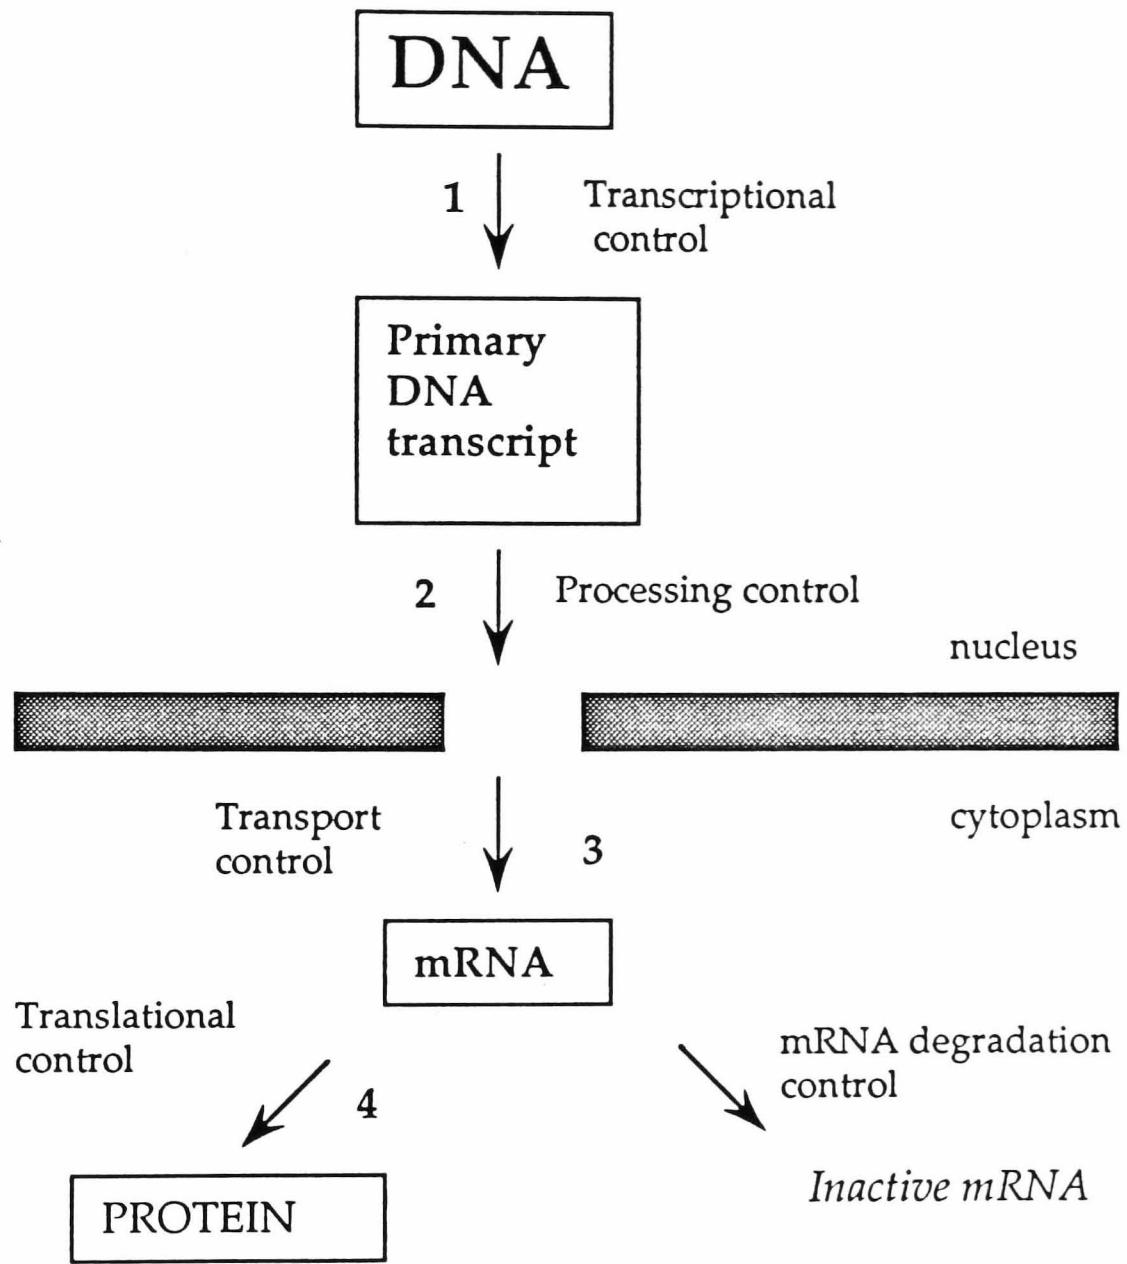 DNA
1
Transcriptional
control
Primary
DNA
transcript
2
Processing control
nucleus
cytoplasm
Transport
control
3
mRNA
Translational
control
4
mRNA degradation
control
PROTEIN
Inactive mRNA